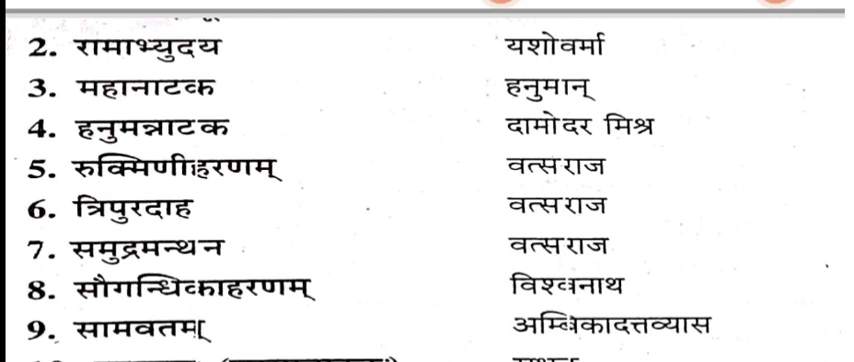 2. रामाभ्युदय यशोवर्मा
3. महानाटक हनुमान्
4. हनुमन्नाटक दामोदर मिश्र
5. रुक्मिणीहरणम् वत्सराज
6. त्रिपुरदाह वत्सराज
7. समुद्रमन्थन वत्सराज
8. सौगन्धिकाहरणम् विश्वनाथ
9. सामवतम् अम्बिकादत्तव्यास